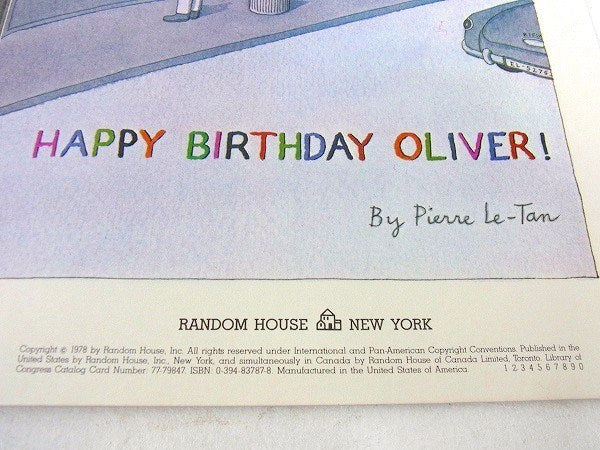 HAPPY BIRTHDAY OLIVER!
By Pierre Le-Tan
RANDOM HOUSE NEW YORK
Copyright © 1978 by Random House, Inc. All rights reserved under International and Pan-American Copyright Conventions. Published in the
United States by Random House, Inc., New York, and simultaneously in Canada by Random House of Canada Limited, Toronto. Library of
Congress Catalog Card Number: 77-79847. ISBN: 0-394-83787-8. Manufactured in the United States of America
1 2 3 4 5 6 7 8 9 0